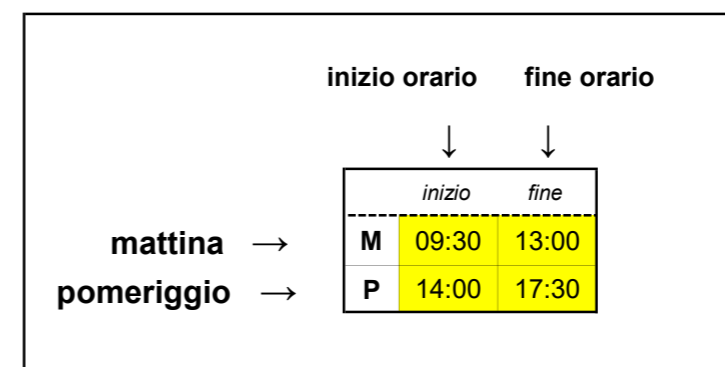 inizio orario fine orario
↓ ↓
inizio fine
mattina → M 09:30 13:00
pomeriggio → P 14:00 17:30